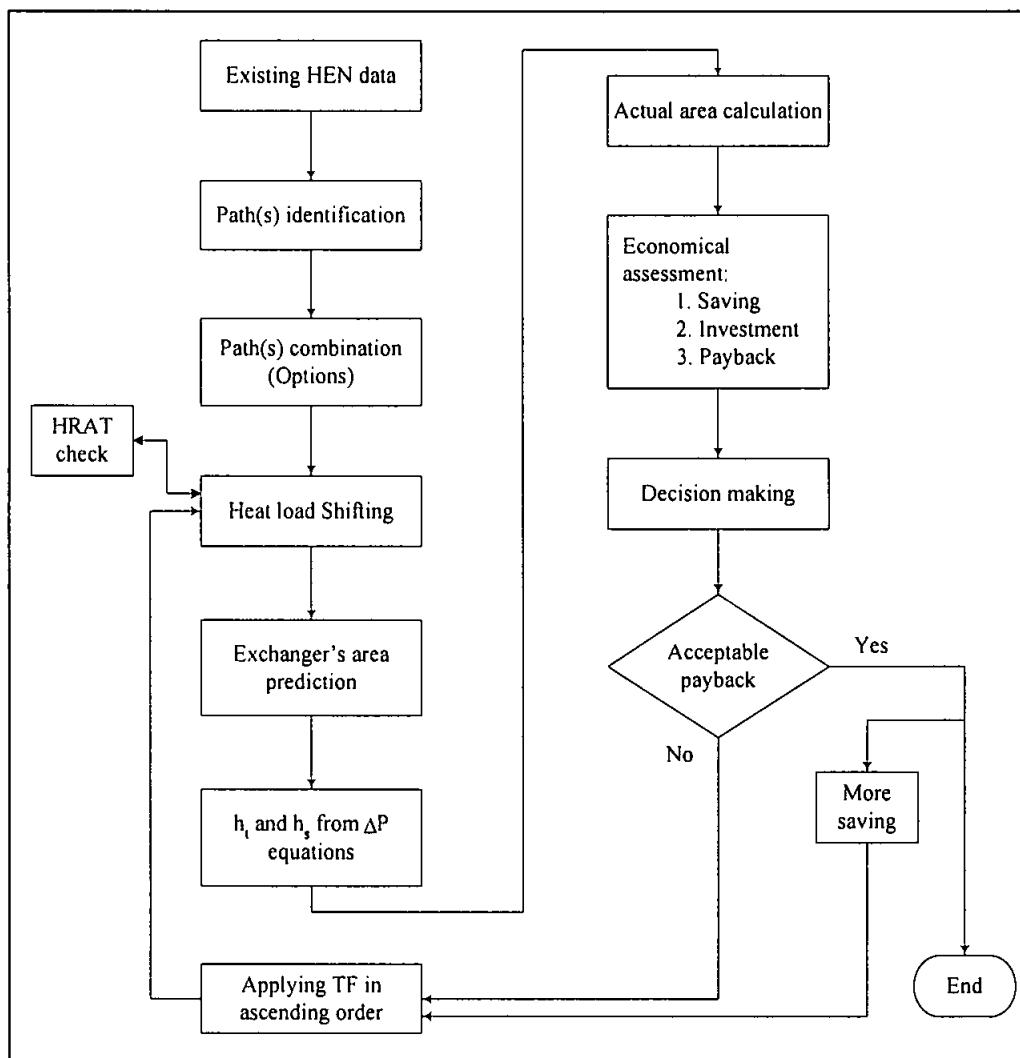 Existing HEN data
Path(s) identification
Path(s) combination
(Options)
HRAT
check
Heat load Shifting
Exchanger's area
prediction
hₜ and hₛ from ΔP
equations
Applying TF in
ascending order
Actual area calculation
Economical
assessment:
1. Saving
2. Investment
3. Payback
Decision making
Acceptable
payback
Yes
No
More
saving
End